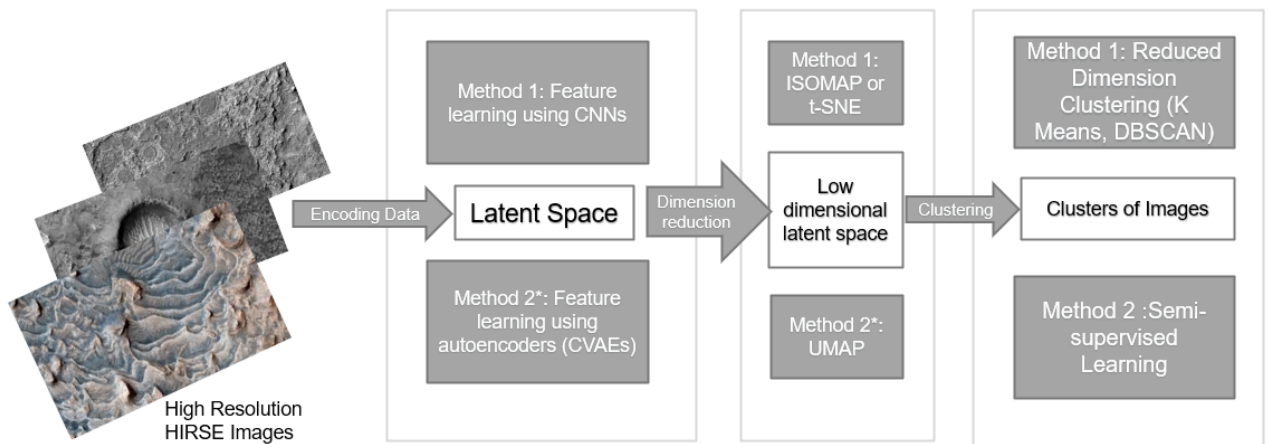 High Resolution
HIRSE Images
Encoding Data
Method 1: Feature
learning using CNNs
Latent Space
Method 2*: Feature
learning using
autoencoders (CVAEs)
Dimension
reduction
Method 1:
ISOMAP or
t-SNE
Low
dimensional
latent space
Method 2*:
UMAP
Clustering
Method 1: Reduced
Dimension
Clustering (K
Means, DBSCAN)
Clusters of Images
Method 2 :Semi-
supervised
Learning